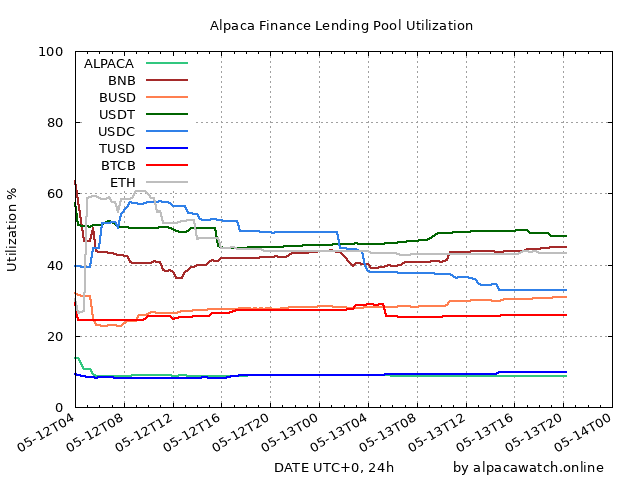 Alpaca Finance Lending Pool Utilization
100
80
60
40
20
0
Utilization %
ALPACA
BNB
BUSD
USDT
USDC
TUSD
BTCB
ETH
05-12T04
05-12T08
05-12T12
05-12T16
05-12T20
05-13T00
05-13T04
05-13T08
05-13T12
05-13T16
05-13T20
05-14T00
DATE UTC+0, 24h
by alpacawatch.online